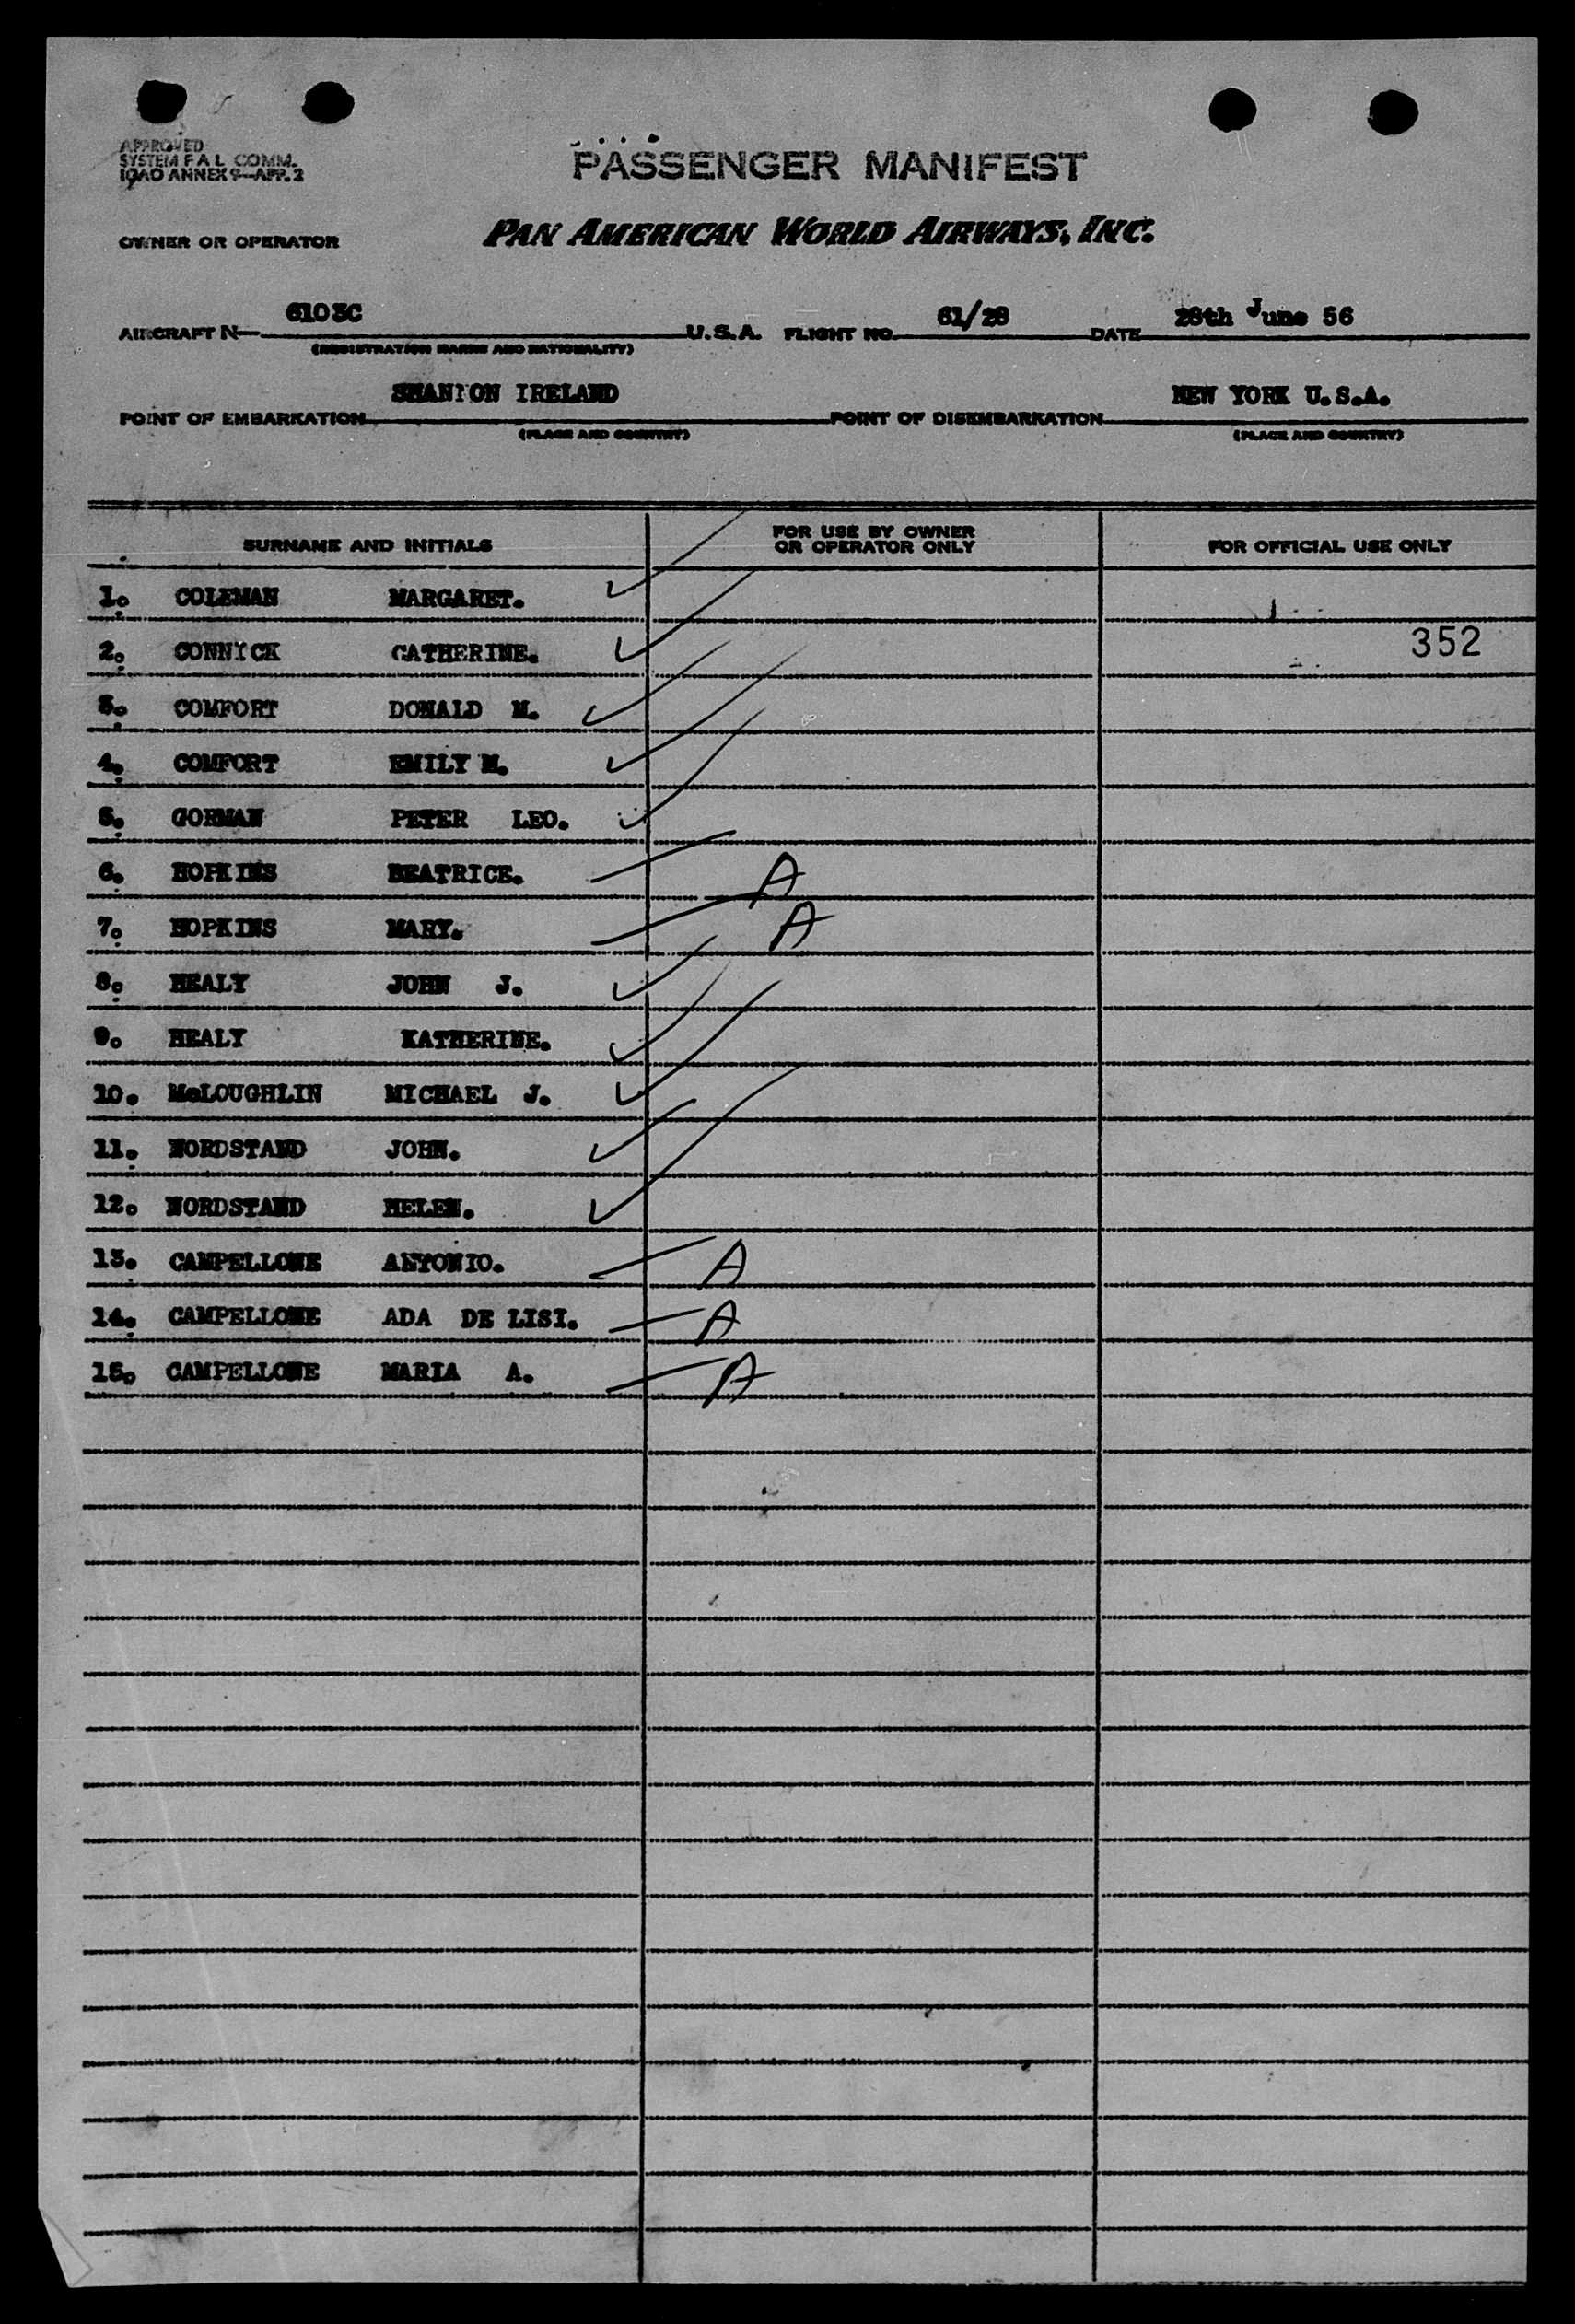 APPROVED
SYSTEM F A L COMM.
ICAO ANNEX 9—APP. 2
PASSENGER MANIFEST
OWNER OR OPERATOR PAN AMERICAN WORLD AIRWAYS, INC.
AIRCRAFT N— 6103C U.S.A. FLIGHT NO. 61/28 DATE 28th June 56
(REGISTRATION MARKS AND NATIONALITY)
POINT OF EMBARKATION SHANNON IRELAND POINT OF DISEMBARKATION NEW YORK U.S.A.
(PLACE AND COUNTRY) (PLACE AND COUNTRY)
SURNAME AND INITIALS FOR USE BY OWNER OR OPERATOR ONLY FOR OFFICIAL USE ONLY
1. COLEMAN MARGARET.
2. CONNICK CATHERINE. 352
3. COMFORT DONALD M.
4. COMFORT EMILY M.
5. GORMAN PETER LEO.
6. HOPKINS BEATRICE. A
7. HOPKINS MARY. A
8. HEALY JOHN J.
9. HEALY KATHERINE.
10. McLOUGHLIN MICHAEL J.
11. NORDSTAND JOHN.
12. NORDSTAND HELEN.
13. CAMPELLONE ANTONIO. A
14. CAMPELLONE ADA DE LISI. A
15. CAMPELLONE MARIA A. A